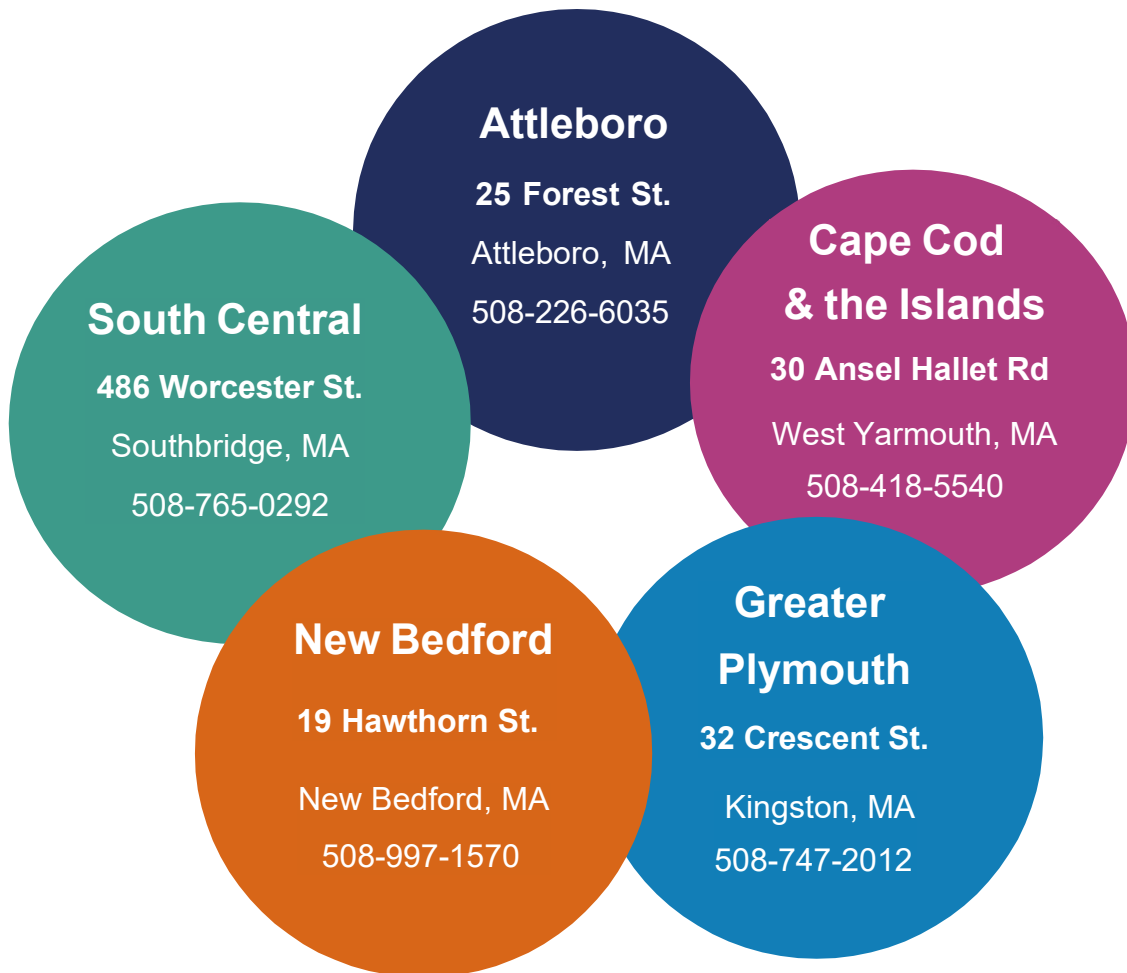 Attleboro
25 Forest St.
Attleboro, MA
508-226-6035
Cape Cod
& the Islands
30 Ansel Hallet Rd
West Yarmouth, MA
508-418-5540
South Central
486 Worcester St.
Southbridge, MA
508-765-0292
New Bedford
19 Hawthorn St.
New Bedford, MA
508-997-1570
Greater
Plymouth
32 Crescent St.
Kingston, MA
508-747-2012